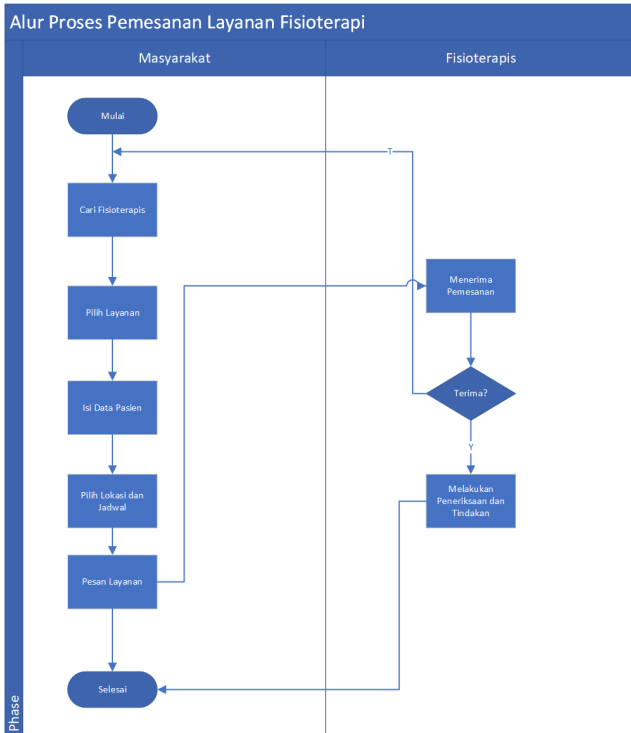 Alur Proses Pemesanan Layanan Fisioterapi
Masyarakat
Fisioterapis
Mulai
T
Cari Fisioterapis
Menerima
Pemesanan
Pilih Layanan
Terima?
Isi Data Pasien
Y
Pilih Lokasi dan
Jadwal
Melakukan
Peneriksaan dan
Tindakan
Pesan Layanan
Selesai
Phase